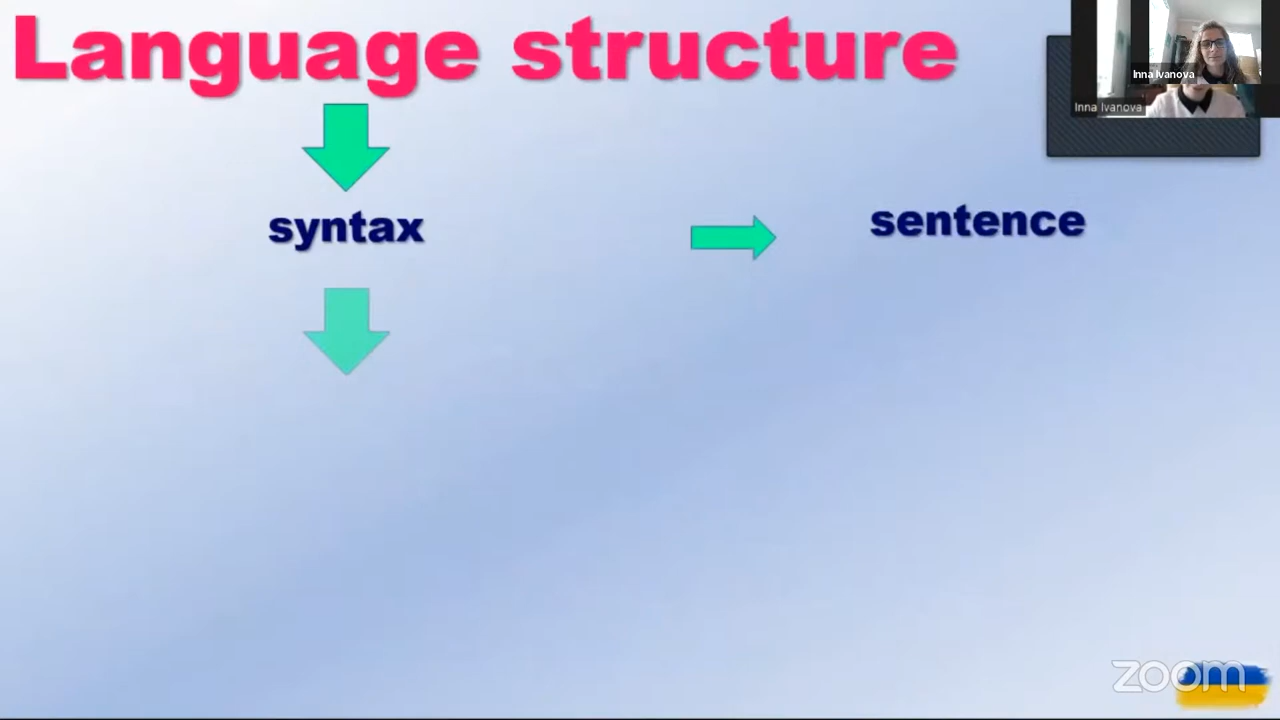 Language structure
Inna Ivanova
Inna Ivanova
syntax
sentence
zoom